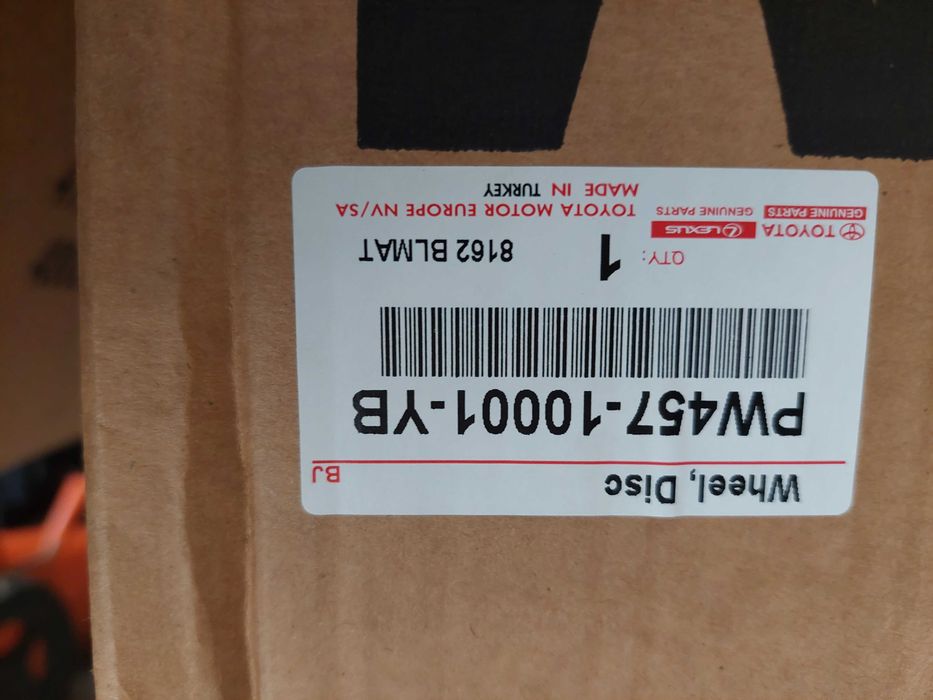 Wheel, Disc
BJ
PW457-10001-YB
QTY: 1 8162 BLMAT
TOYOTA LEXUS
GENUINE PARTS GENUINE PARTS
TOYOTA MOTOR EUROPE NV/SA
MADE IN TURKEY